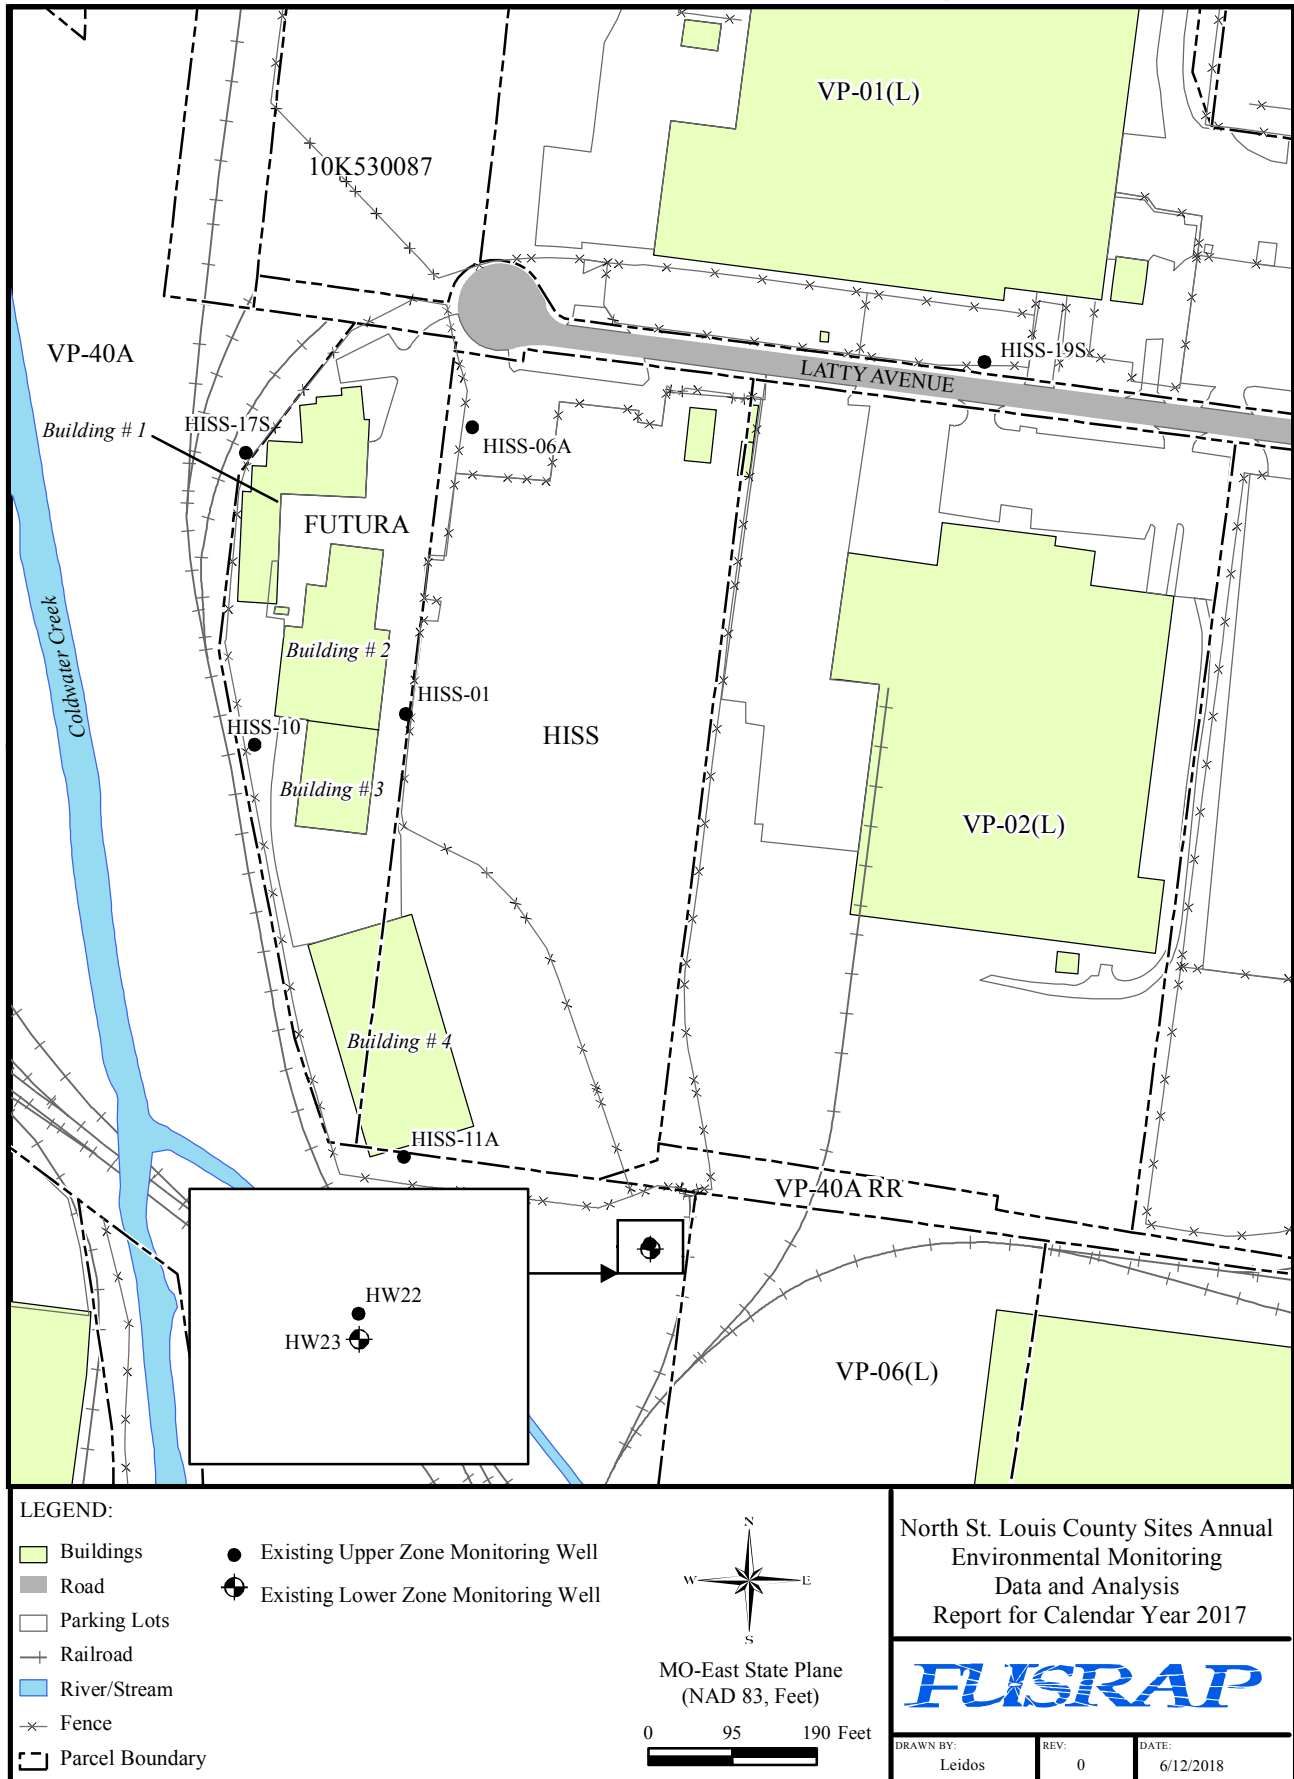 VP-01(L)
10K530087
VP-40A
HISS-19S
LATTY AVENUE
HISS-17S
Building # 1
HISS-06A
FUTURA
Coldwater Creek
Building # 2
HISS-01
HISS-10
HISS
Building # 3
VP-02(L)
Building # 4
HISS-11A
VP-40A RR
HW22
HW23
VP-06(L)
LEGEND:
Buildings
Road
Parking Lots
Railroad
River/Stream
Fence
Parcel Boundary
Existing Upper Zone Monitoring Well
Existing Lower Zone Monitoring Well
N
W E
S
MO-East State Plane
(NAD 83, Feet)
0 95 190 Feet
North St. Louis County Sites Annual
Environmental Monitoring
Data and Analysis
Report for Calendar Year 2017
FUSRAP
DRAWN BY:
Leidos
REV:
0
DATE:
6/12/2018